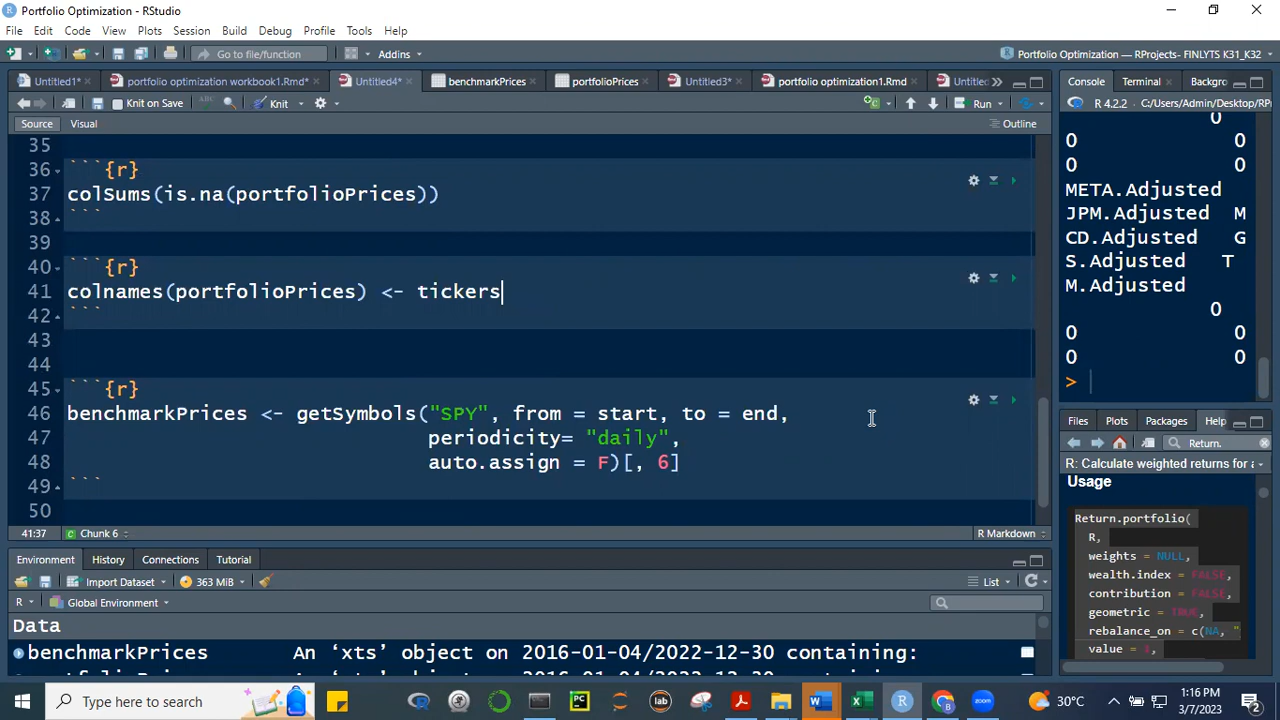 Portfolio Optimization - RStudio
File Edit Code View Plots Session Build Debug Profile Tools Help
Go to file/function Addins Portfolio Optimization — RProjects- FINLYTS K31_K32
Untitled1* portfolio optimization workbook1.Rmd* Untitled4* benchmarkPrices portfolioPrices Untitled3* portfolio optimization1.Rmd Untitled
Console Terminal Backgro
Knit on Save ABC Knit Run
R 4.2.2 C:/Users/Admin/Desktop/RP
Source Visual Outline
35
36 ```{r}
37 colSums(is.na(portfolioPrices))
38 ```
39
40 ```{r}
41 colnames(portfolioPrices) <- tickers
42 ```
43
44
45 ```{r}
46 benchmarkPrices <- getSymbols("SPY", from = start, to = end,
47 periodicity= "daily",
48 auto.assign = F)[, 6]
49 ```
50
41:37 Chunk 6 R Markdown
0
0 0
0 0
META.Adjusted
JPM.Adjusted M
CD.Adjusted G
S.Adjusted T
M.Adjusted
0
0 0
0 0
>
Files Plots Packages Help
Return.
R: Calculate weighted returns for a
Usage
Return.portfolio(
R,
weights = NULL,
wealth.index = FALSE,
contribution = FALSE,
geometric = TRUE,
rebalance_on = c(NA, "
value = 1,
Environment History Connections Tutorial
Import Dataset 363 MiB List
R Global Environment
Data
benchmarkPrices An ‘xts’ object on 2016-01-04/2022-12-30 containing:
Type here to search
PC lab 30°C
1:16 PM
3/7/2023
2